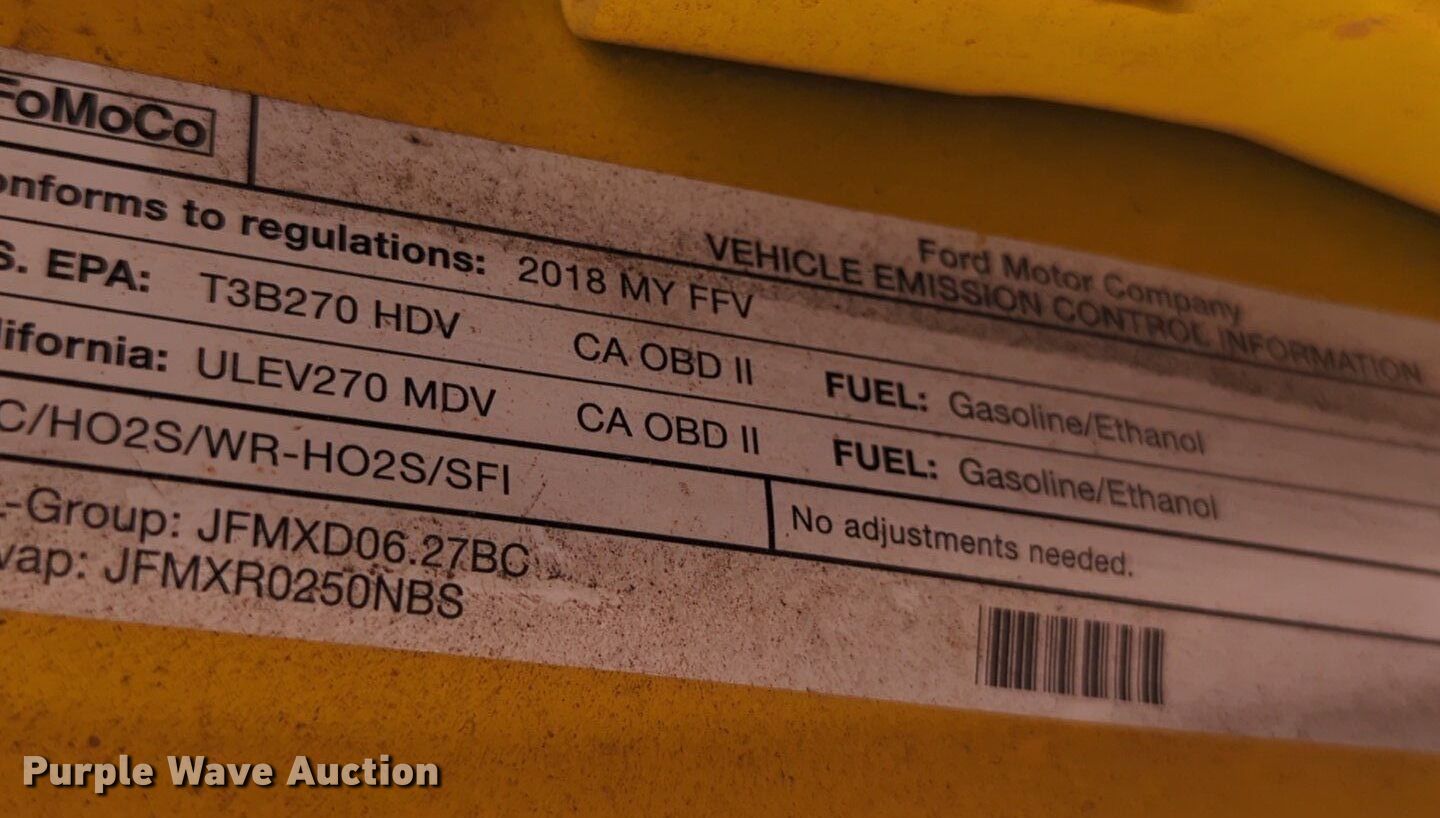 FoMoCo
Ford Motor Company
VEHICLE EMISSION CONTROL INFORMATION
onforms to regulations: 2018 MY FFV
S. EPA: T3B270 HDV CA OBD II FUEL: Gasoline/Ethanol
lifornia: ULEV270 MDV CA OBD II FUEL: Gasoline/Ethanol
C/HO2S/WR-HO2S/SFI
No adjustments needed.
-Group: JFMXD06.27BC
vap: JFMXR0250NBS
Purple Wave Auction